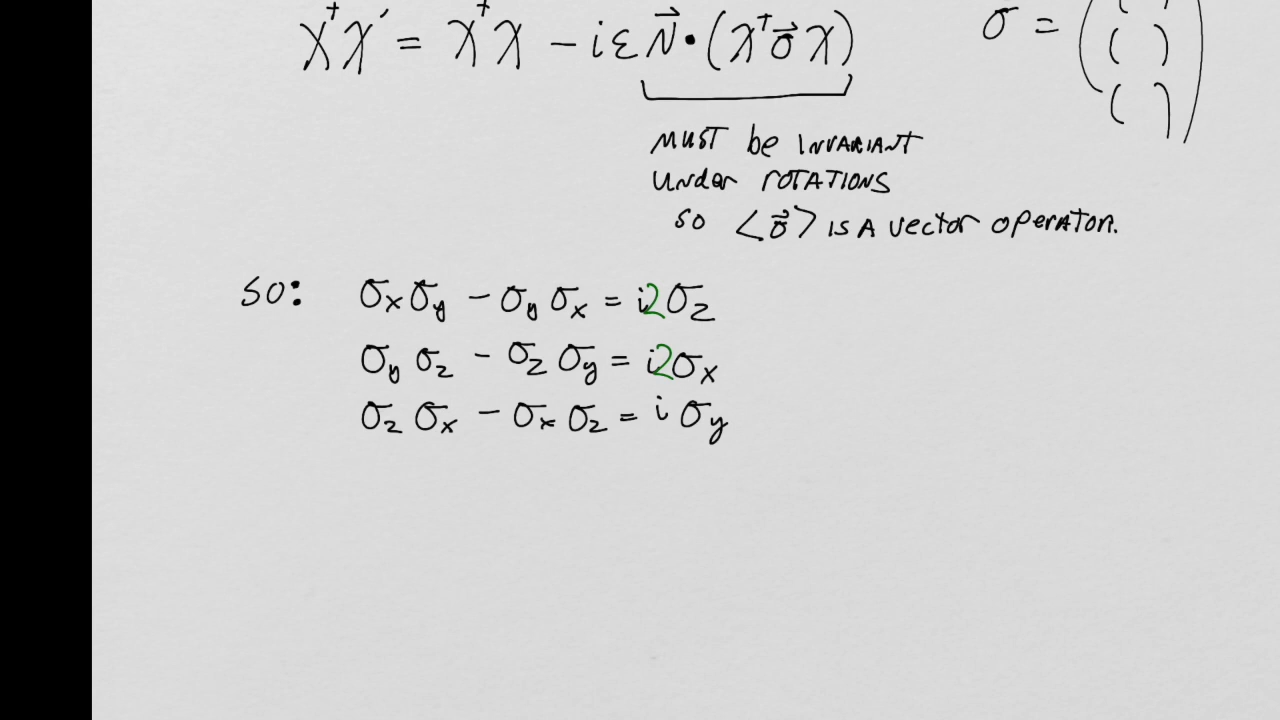 χ†χ′ = χ†χ − iε N⃗•(χ†σ⃗χ)
σ = ( ( ) ( ) ( ) )
MUST be INVARIANT
under ROTATIONS
SO <σ⃗> IS A vector operator.
SO: σxσy − σyσx = i2σz
σyσz − σzσy = i2σx
σzσx − σxσz = iσy